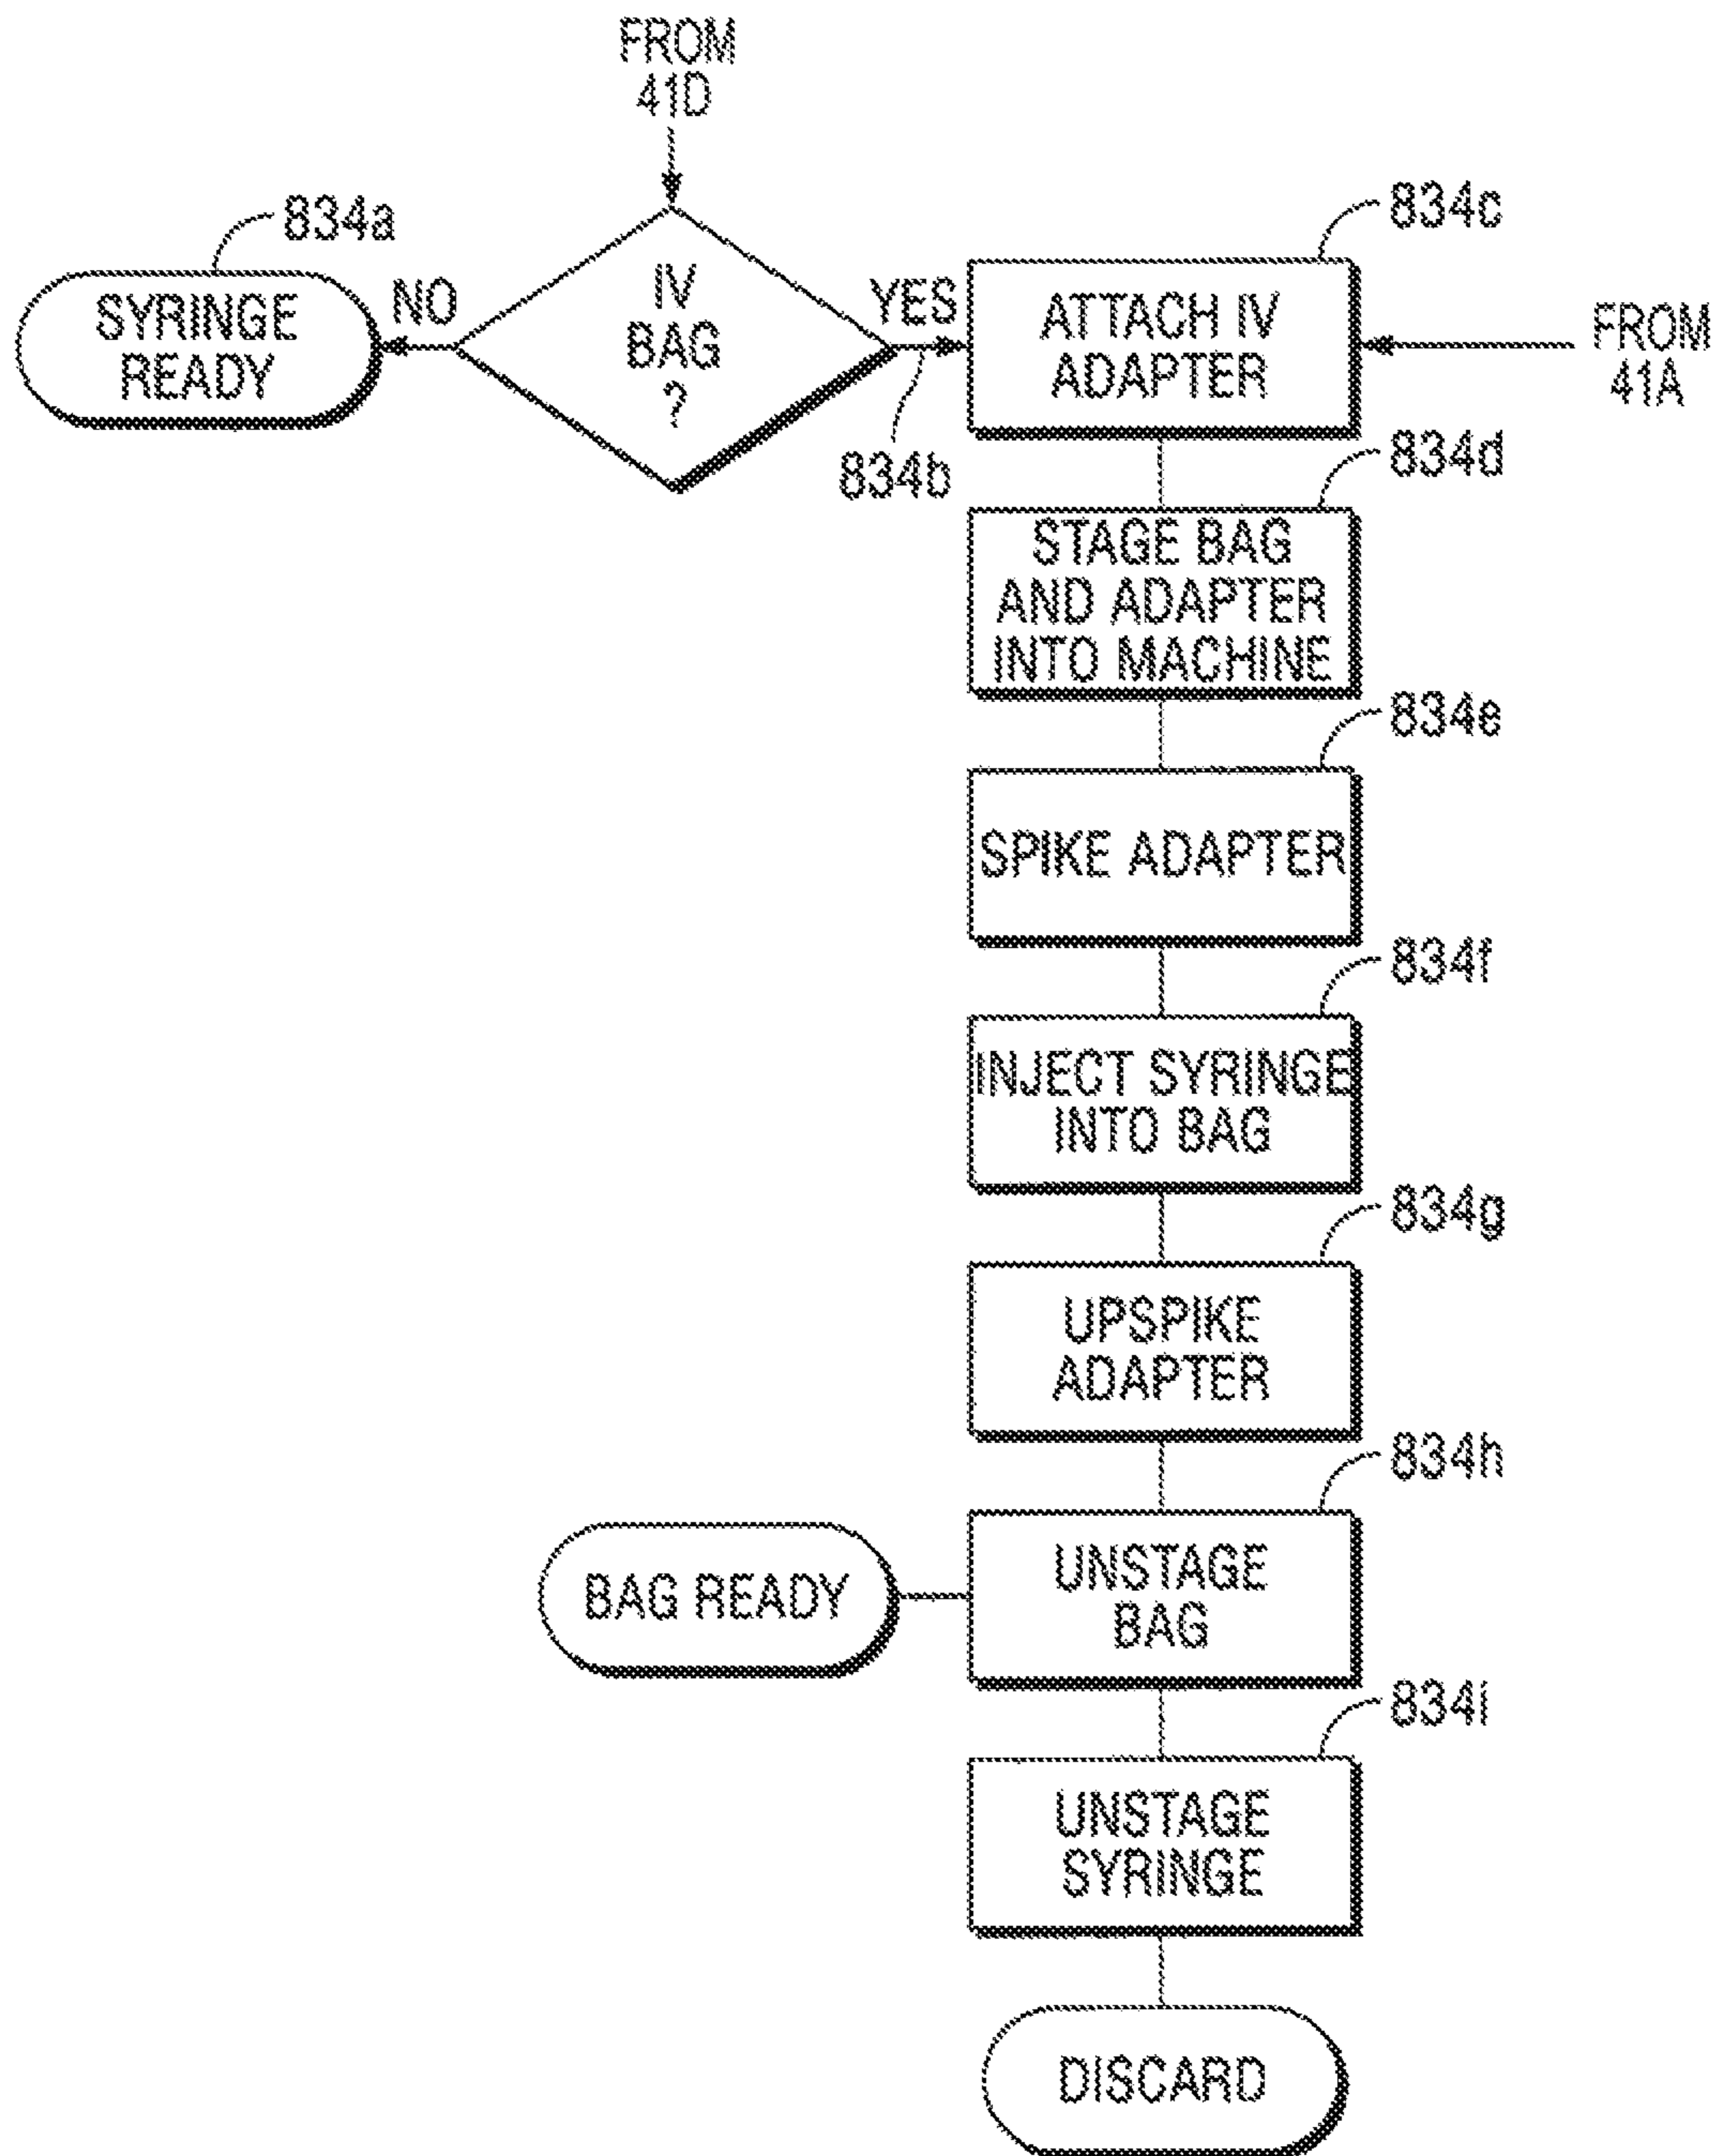 FROM
41D
834a
834c
SYRINGE
READY
NO
IV
BAG
?
YES
834b
ATTACH IV
ADAPTER
FROM
41A
834d
STAGE BAG
AND ADAPTER
INTO MACHINE
834e
SPIKE ADAPTER
834f
INJECT SYRINGE
INTO BAG
834g
UPSPIKE
ADAPTER
834h
BAG READY
UNSTAGE
BAG
834i
UNSTAGE
SYRINGE
DISCARD